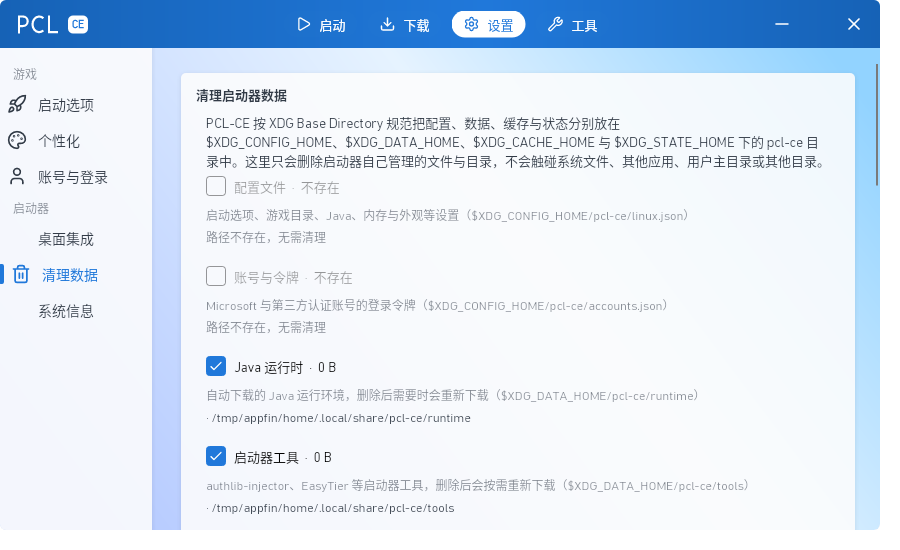 PCL CE
启动
下载
设置
工具
游戏
启动选项
个性化
账号与登录
启动器
桌面集成
清理数据
系统信息
清理启动器数据
PCL-CE 按 XDG Base Directory 规范把配置、数据、缓存与状态分别放在
$XDG_CONFIG_HOME、$XDG_DATA_HOME、$XDG_CACHE_HOME 与 $XDG_STATE_HOME 下的 pcl-ce 目
录中。这里只会删除启动器自己管理的文件与目录，不会触碰系统文件、其他应用、用户主目录或其他目录。
配置文件 · 不存在
启动选项、游戏目录、Java、内存与外观等设置（$XDG_CONFIG_HOME/pcl-ce/linux.json）
路径不存在，无需清理
账号与令牌 · 不存在
Microsoft 与第三方认证账号的登录令牌（$XDG_CONFIG_HOME/pcl-ce/accounts.json）
路径不存在，无需清理
Java 运行时 · 0 B
自动下载的 Java 运行环境，删除后需要时会重新下载（$XDG_DATA_HOME/pcl-ce/runtime）
· /tmp/appfin/home/.local/share/pcl-ce/runtime
启动器工具 · 0 B
authlib-injector、EasyTier 等启动器工具，删除后会按需重新下载（$XDG_DATA_HOME/pcl-ce/tools）
· /tmp/appfin/home/.local/share/pcl-ce/tools